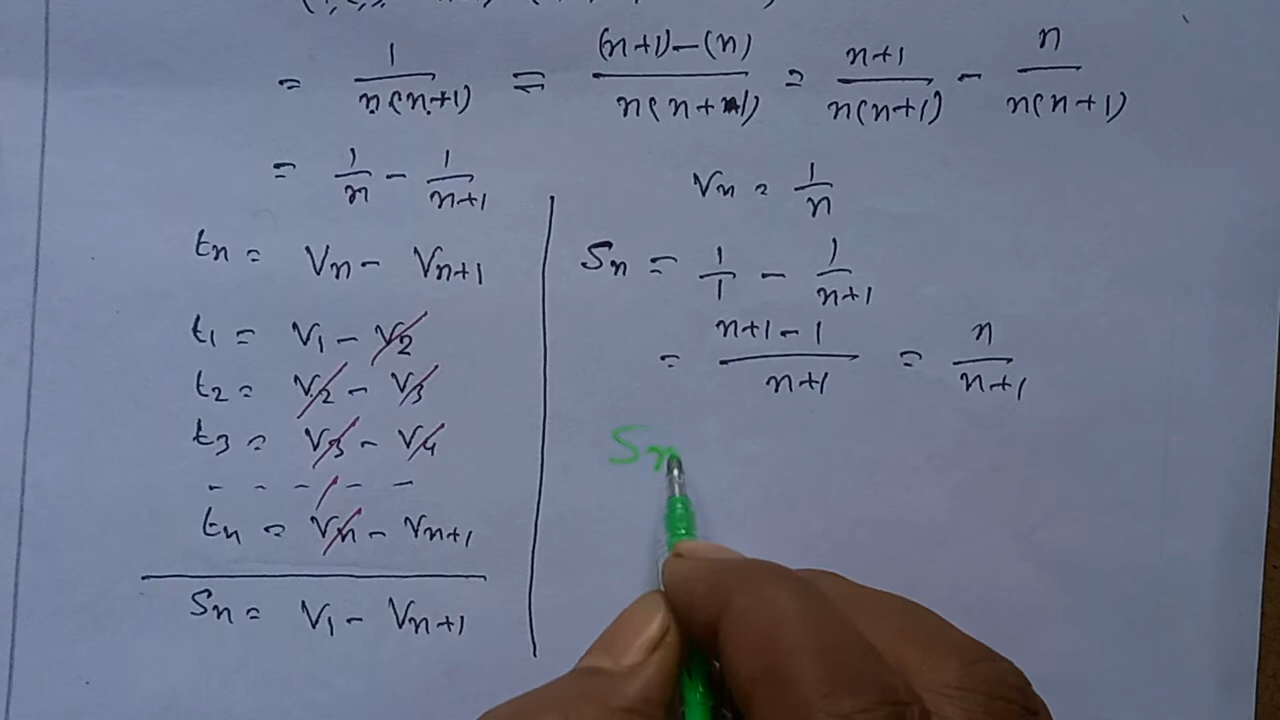 = 1/n(n+1) = (n+1)-(n)/n(n+1) = n+1/n(n+1) - n/n(n+1)
= 1/n - 1/n+1
Vn = 1/n
tn = Vn - Vn+1
t1 = V1 - V2
t2 = V2 - V3
t3 = V3 - V4
- - - - -
tn = Vn - Vn+1
Sn = V1 - Vn+1
Sn = 1/1 - 1/n+1
= n+1-1/n+1 = n/n+1
Sn